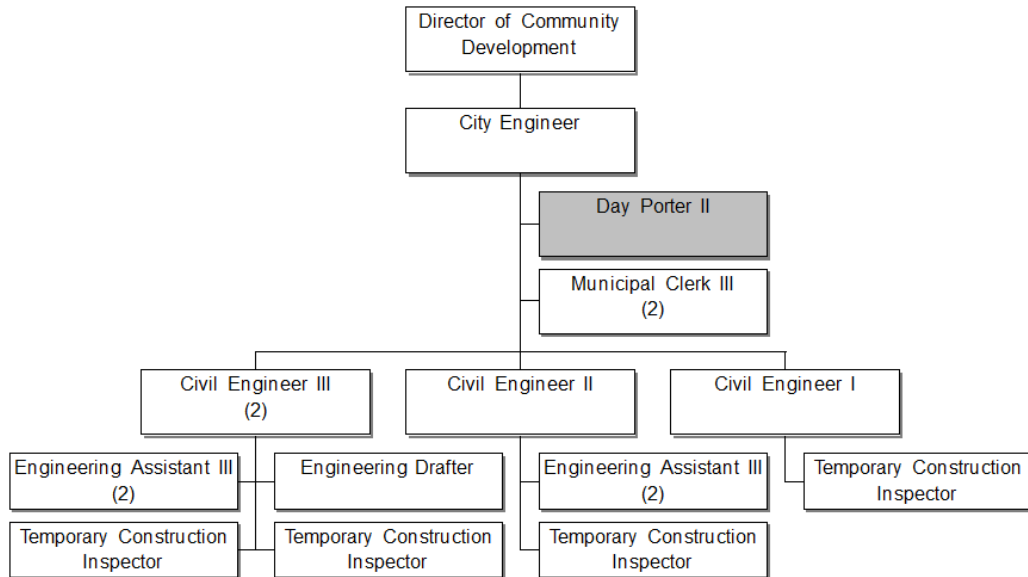 Director of Community
Development
City Engineer
Day Porter II
Municipal Clerk III
(2)
Civil Engineer III
(2)
Civil Engineer II
Civil Engineer I
Engineering Assistant III
(2)
Engineering Drafter
Engineering Assistant III
(2)
Temporary Construction
Inspector
Temporary Construction
Inspector
Temporary Construction
Inspector
Temporary Construction
Inspector